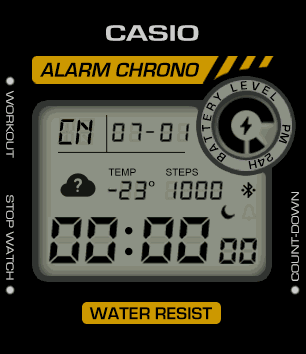 CASIO
ALARM CHRONO
BATTERY LEVEL
PM
24H
WORKOUT
CN 07-01
TEMP STEPS
? -23° 1000
STOP WATCH
COUNT-DOWN
00:00 00
WATER RESIST